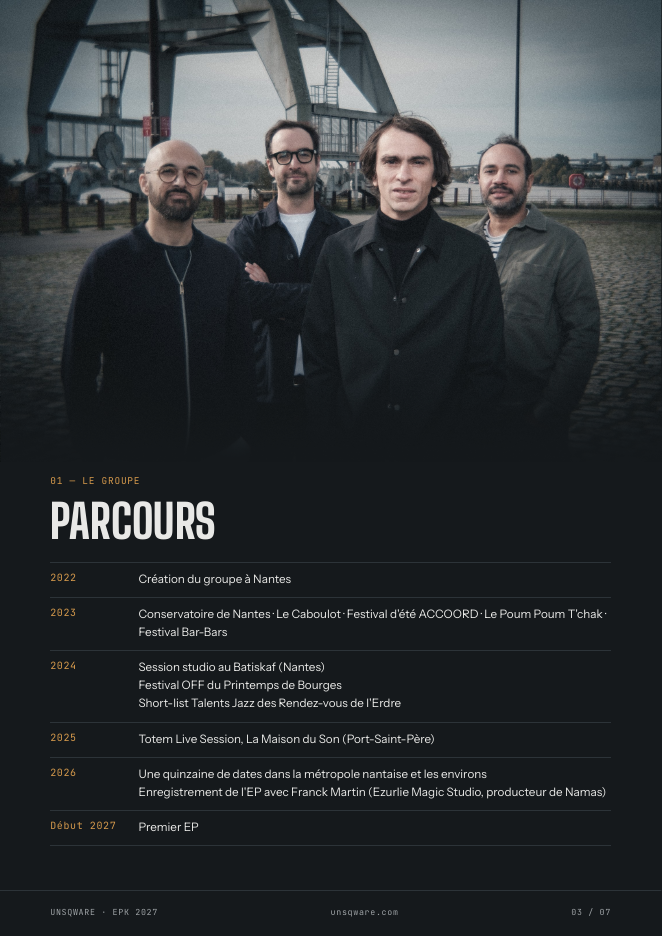 01 — LE GROUPE
PARCOURS
2022
Création du groupe à Nantes
2023
Conservatoire de Nantes · Le Caboulot · Festival d'été ACCOORD · Le Poum Poum T'chak ·
Festival Bar-Bars
2024
Session studio au Batiskaf (Nantes)
Festival OFF du Printemps de Bourges
Short-list Talents Jazz des Rendez-vous de l'Erdre
2025
Totem Live Session, La Maison du Son (Port-Saint-Père)
2026
Une quinzaine de dates dans la métropole nantaise et les environs
Enregistrement de l'EP avec Franck Martin (Ezurlie Magic Studio, producteur de Namas)
Début 2027
Premier EP
UNSQWARE · EPK 2027
unsqware.com
03 / 07